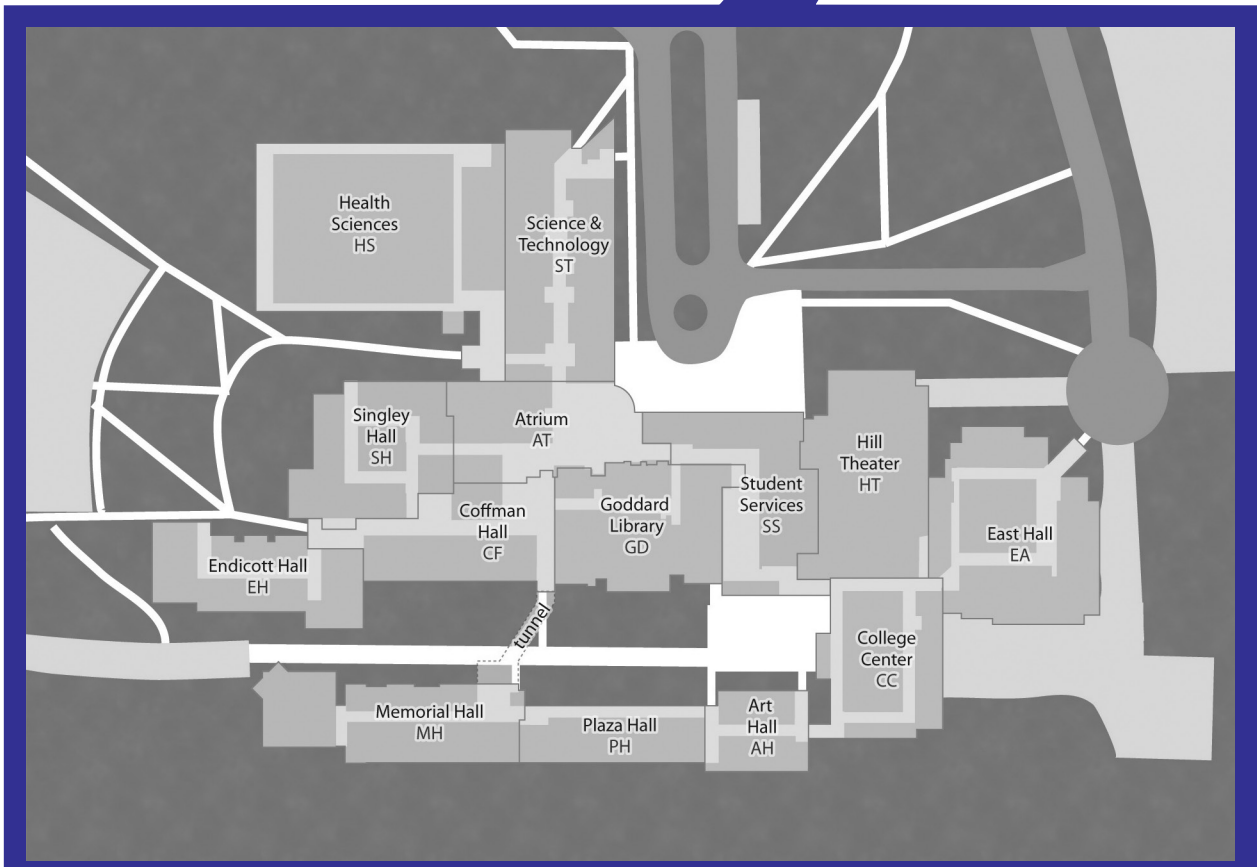 Health
Sciences
HS
Science &
Technology
ST
Singley
Hall
SH
Atrium
AT
Coffman
Hall
CF
Goddard
Library
GD
Student
Services
SS
Hill
Theater
HT
East Hall
EA
Endicott Hall
EH
tunnel
College
Center
CC
Memorial Hall
MH
Plaza Hall
PH
Art
Hall
AH